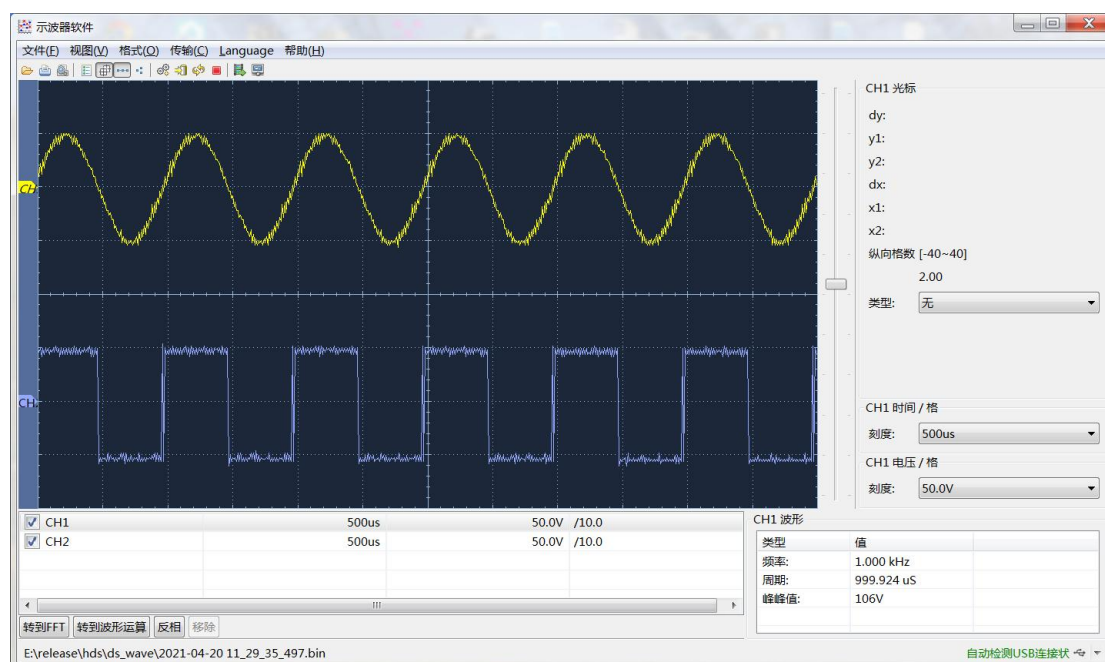 示波器软件
文件(F) 视图(V) 格式(O) 传输(C) Language 帮助(H)
CH1 光标
dy:
y1:
y2:
dx:
x1:
x2:
纵向格数 [-40~40]
2.00
类型: 无
CH
CH
CH1 时间 / 格
刻度: 500us
CH1 电压 / 格
刻度: 50.0V
CH1 500us 50.0V /10.0
CH2 500us 50.0V /10.0
CH1 波形
类型 值
频率: 1.000 kHz
周期: 999.924 uS
峰峰值: 106V
转到FFT 转到波形运算 反相 移除
E:\release\hds\ds_wave\2021-04-20 11_29_35_497.bin 自动检测USB连接状